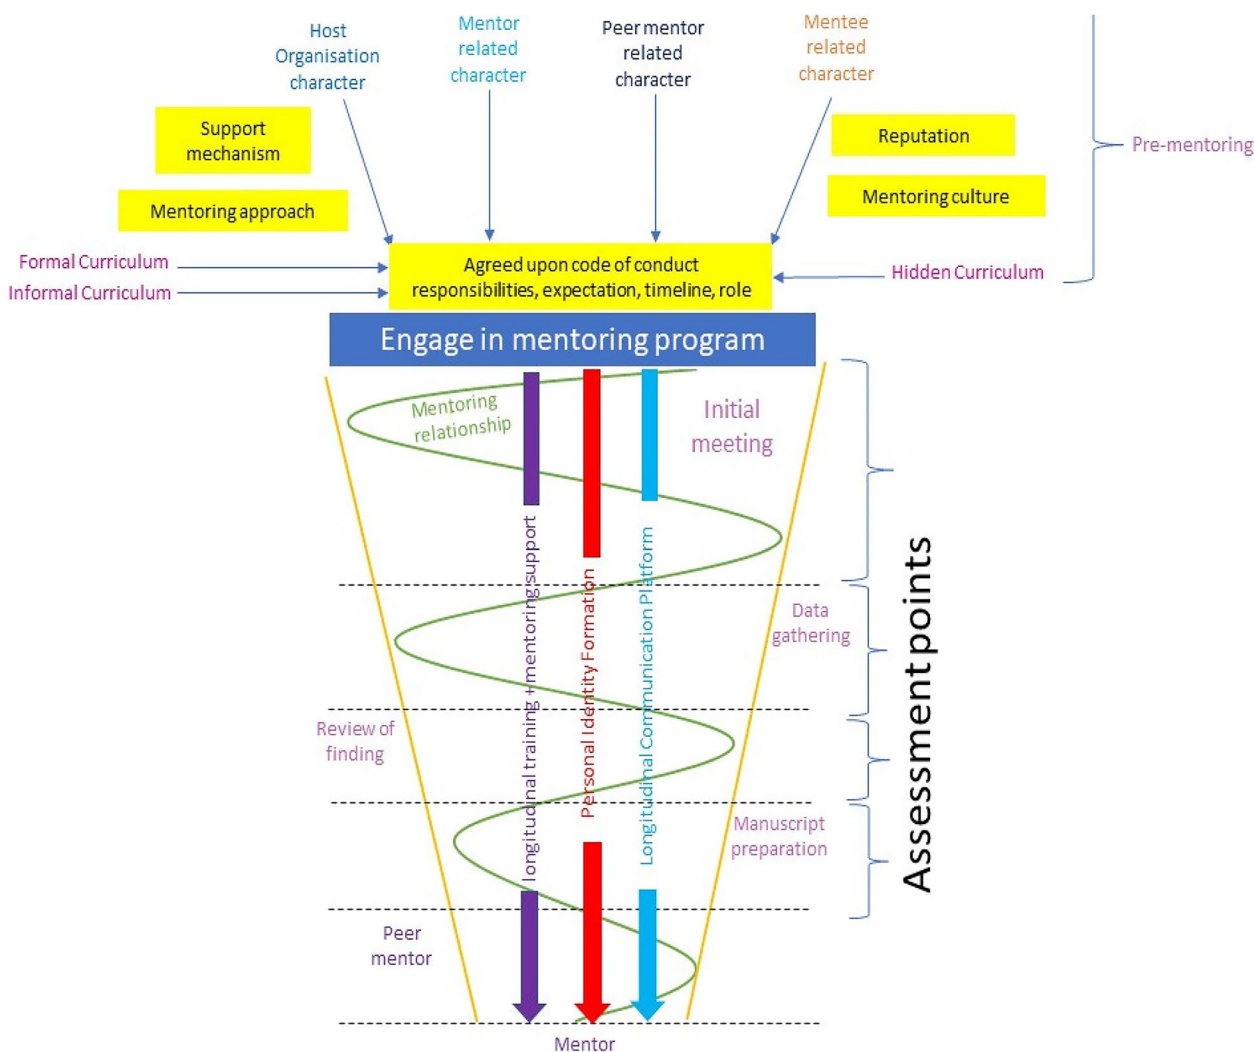 Host
Organisation
character
Mentor
related
character
Peer mentor
related
character
Mentee
related
character
Support
mechanism
Reputation
Pre-mentoring
Mentoring approach
Mentoring culture
Formal Curriculum
Informal Curriculum
Agreed upon code of conduct
responsibilities, expectation, timeline, role
Hidden Curriculum
Engage in mentoring program
Mentoring
relationship
Initial
meeting
longitudinal training +mentoring support
Personal Identity Formation
Longitudinal Communication Platform
Data
gathering
Assessment points
Review of
finding
Manuscript
preparation
Peer
mentor
Mentor